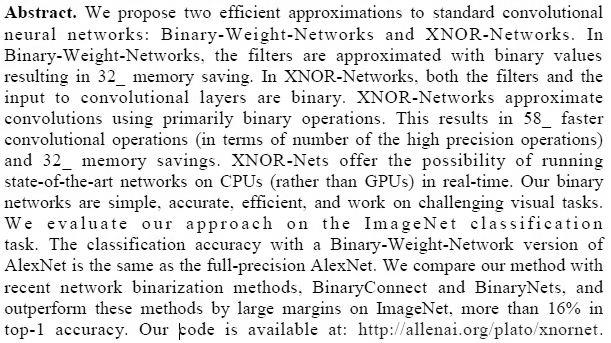 Abstract. We propose two efficient approximations to standard convolutional
neural networks: Binary-Weight-Networks and XNOR-Networks. In
Binary-Weight-Networks, the filters are approximated with binary values
resulting in 32_ memory saving. In XNOR-Networks, both the filters and the
input to convolutional layers are binary. XNOR-Networks approximate
convolutions using primarily binary operations. This results in 58_ faster
convolutional operations (in terms of number of the high precision operations)
and 32_ memory savings. XNOR-Nets offer the possibility of running
state-of-the-art networks on CPUs (rather than GPUs) in real-time. Our binary
networks are simple, accurate, efficient, and work on challenging visual tasks.
We evaluate our approach on the ImageNet classification
task. The classification accuracy with a Binary-Weight-Network version of
AlexNet is the same as the full-precision AlexNet. We compare our method with
recent network binarization methods, BinaryConnect and BinaryNets, and
outperform these methods by large margins on ImageNet, more than 16% in
top-1 accuracy. Our code is available at: http://allenai.org/plato/xnornet.